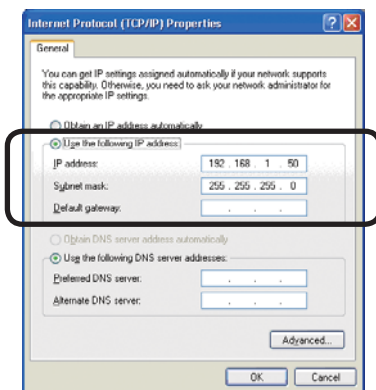 Internet Protocol (TCP/IP) Properties
General
You can get IP settings assigned automatically if your network supports
this capability. Otherwise, you need to ask your network administrator for
the appropriate IP settings.
Obtain an IP address automatically
Use the following IP address:
IP address: 192 . 168 . 1 . 50
Subnet mask: 255 . 255 . 255 . 0
Default gateway: . . .
Obtain DNS server address automatically
Use the following DNS server addresses:
Preferred DNS server: . . .
Alternate DNS server: . . .
Advanced...
OK Cancel